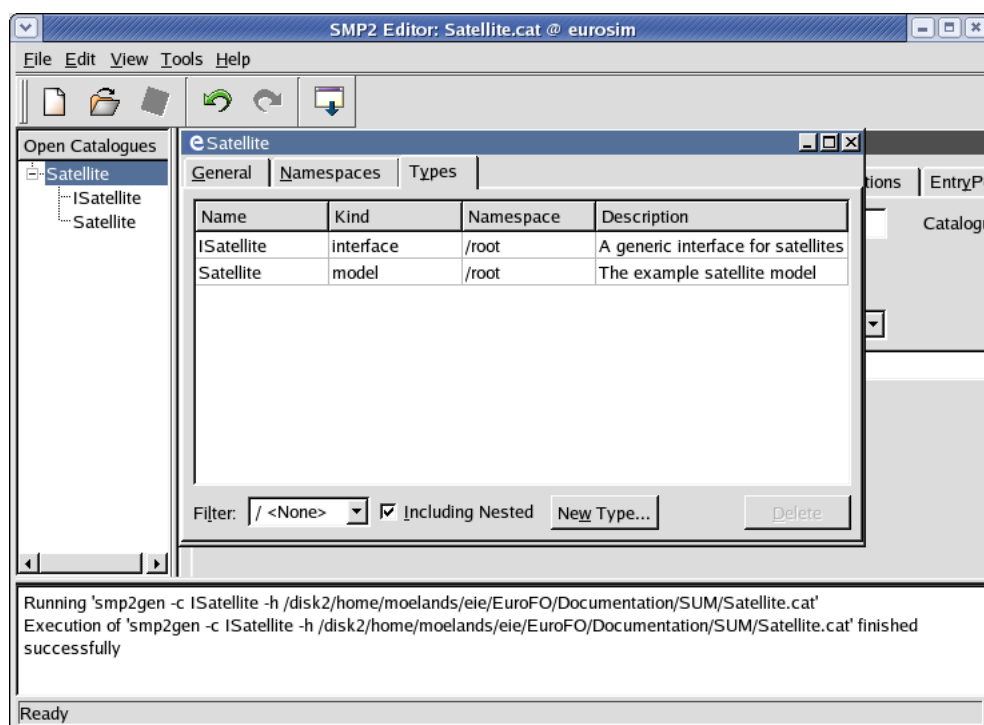 SMP2 Editor: Satellite.cat @ eurosim
File Edit View Tools Help
Open Catalogues
Satellite
ISatellite
Satellite
Satellite
General Namespaces Types
Name Kind Namespace Description
ISatellite interface /root A generic interface for satellites
Satellite model /root The example satellite model
Filter: / <None> Including Nested New Type... Delete
tions EntryP
Catalogu
Running 'smp2gen -c ISatellite -h /disk2/home/moelands/eie/EuroFO/Documentation/SUM/Satellite.cat'
Execution of 'smp2gen -c ISatellite -h /disk2/home/moelands/eie/EuroFO/Documentation/SUM/Satellite.cat' finished
successfully
Ready